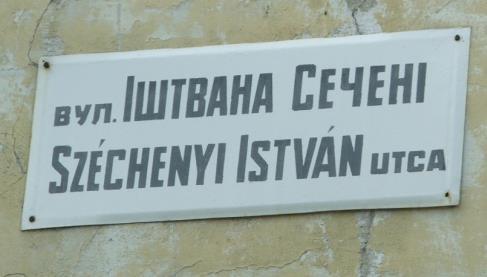 вул. Іштвана Сечені
Széchenyi István utca